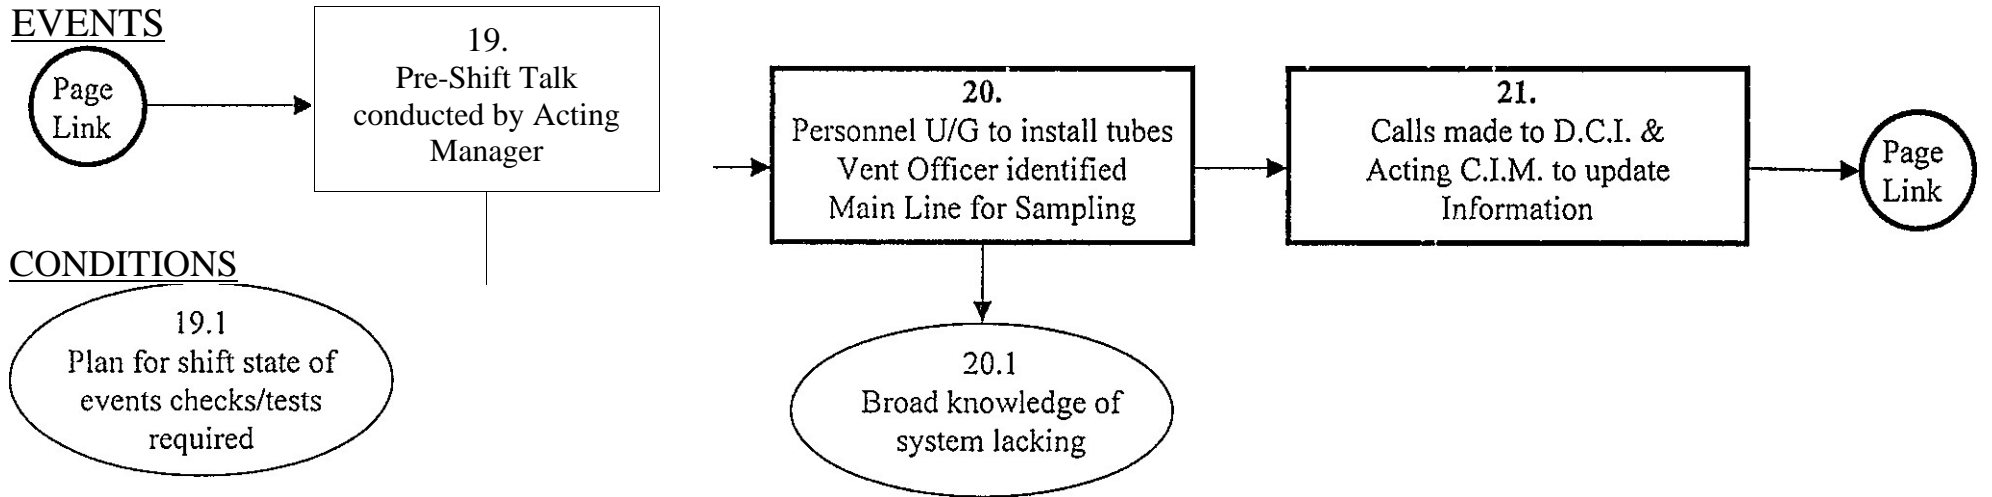 EVENTS
Page
Link
19.
Pre-Shift Talk
conducted by Acting
Manager
20.
Personnel U/G to install tubes
Vent Officer identified
Main Line for Sampling
21.
Calls made to D.C.I. &
Acting C.I.M. to update
Information
Page
Link
CONDITIONS
19.1
Plan for shift state of
events checks/tests
required
20.1
Broad knowledge of
system lacking